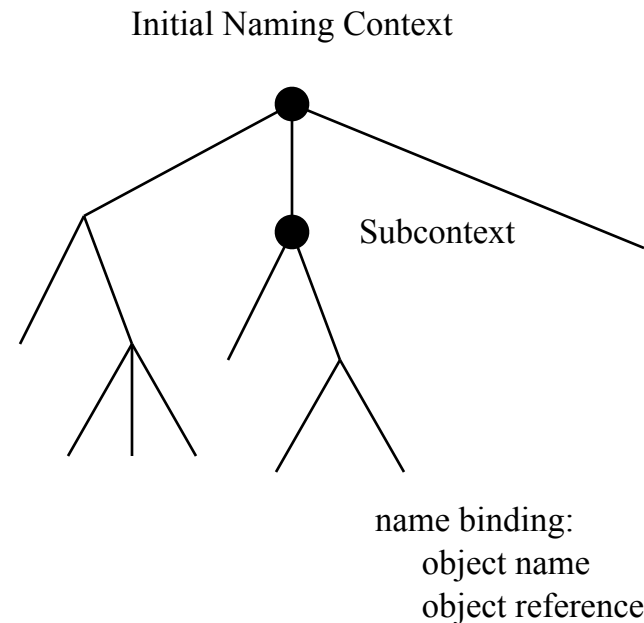 Initial Naming Context
Subcontext
name binding:
object name
object reference